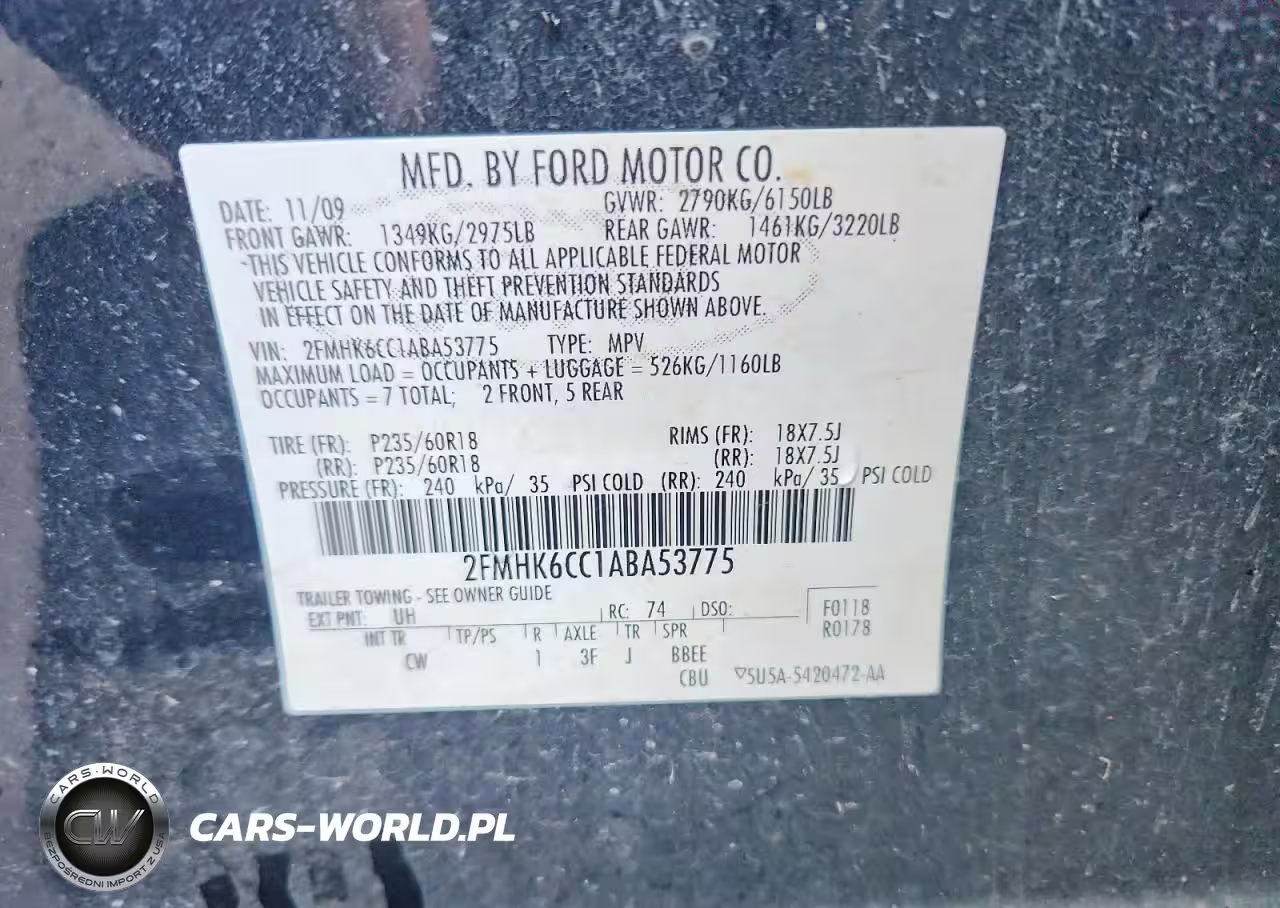 MFD. BY FORD MOTOR CO.
DATE: 11/09 GVWR: 2790KG/6150LB
FRONT GAWR: 1349KG/2975LB REAR GAWR: 1461KG/3220LB
THIS VEHICLE CONFORMS TO ALL APPLICABLE FEDERAL MOTOR
VEHICLE SAFETY AND THEFT PREVENTION STANDARDS
IN EFFECT ON THE DATE OF MANUFACTURE SHOWN ABOVE.
VIN: 2FMHK6CC1ABA53775 TYPE: MPV
MAXIMUM LOAD = OCCUPANTS + LUGGAGE = 526KG/1160LB
OCCUPANTS = 7 TOTAL; 2 FRONT, 5 REAR
TIRE (FR): P235/60R18 RIMS (FR): 18X7.5J
(RR): P235/60R18 (RR): 18X7.5J
PRESSURE (FR): 240 kPa/ 35 PSI COLD (RR): 240 kPa/ 35 PSI COLD
2FMHK6CC1ABA53775
TRAILER TOWING - SEE OWNER GUIDE
EXT PNT: UH RC: 74 DSO: F0118
R0178
INT TR TP/PS R AXLE TR SPR
CW 1 3F J BBEE
CBU ▽5U5A-5420472-AA
CARS-WORLD
CW
BEZPOŚREDNI IMPORT Z USA
CARS-WORLD.PL